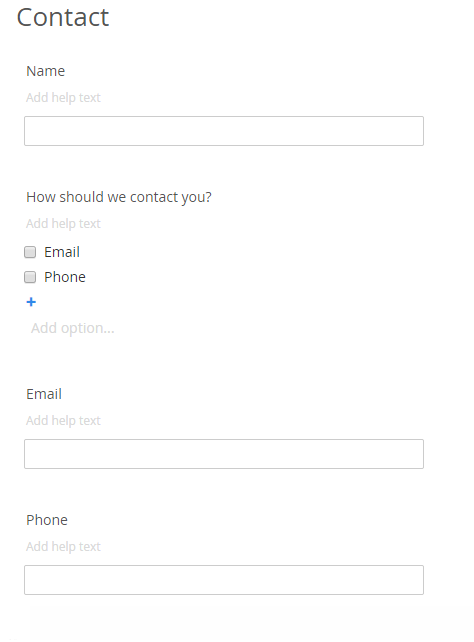 Contact
Name
Add help text
How should we contact you?
Add help text
Email
Phone
+
Add option...
Email
Add help text
Phone
Add help text